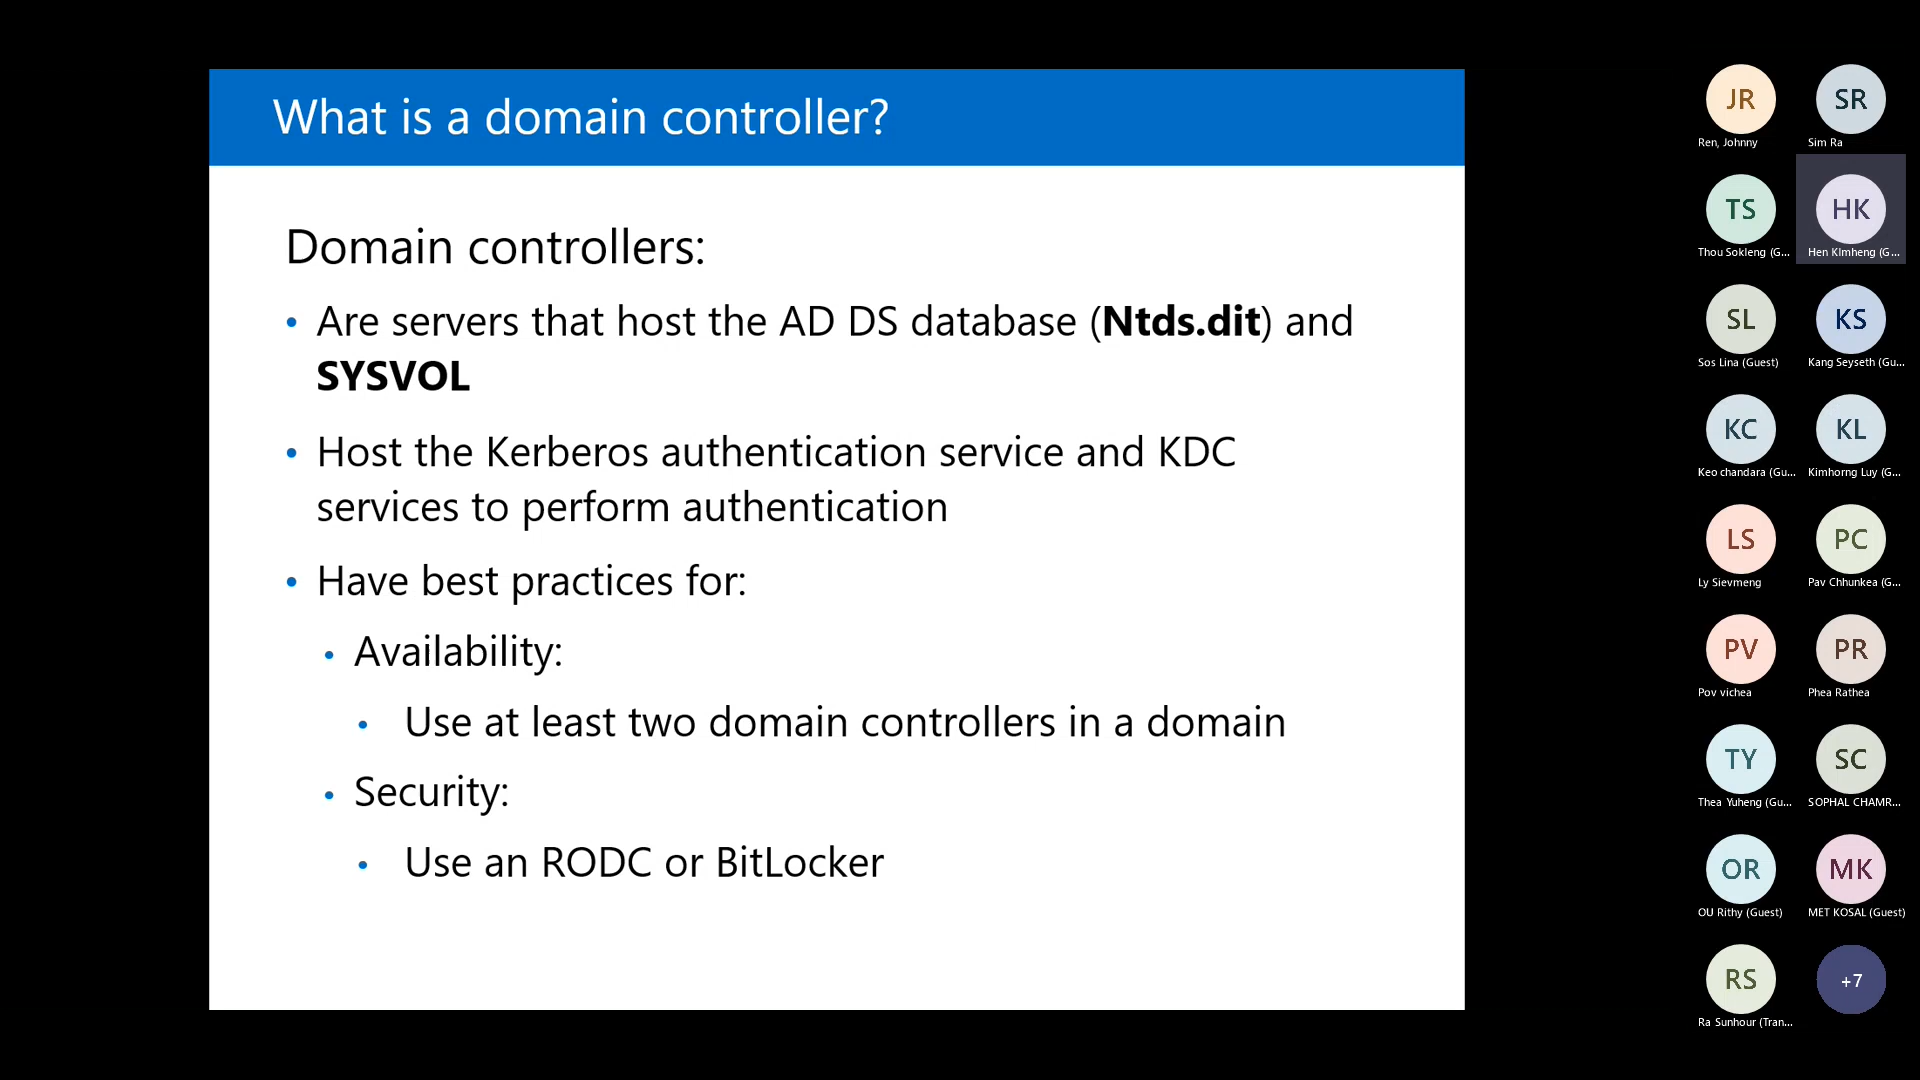 What is a domain controller?
Domain controllers:
• Are servers that host the AD DS database (Ntds.dit) and
SYSVOL
• Host the Kerberos authentication service and KDC
services to perform authentication
• Have best practices for:
• Availability:
• Use at least two domain controllers in a domain
• Security:
• Use an RODC or BitLocker
JR SR
Ren, Johnny Sim Ra
TS HK
Thou Sokleng (G... Hen KImheng (G...
SL KS
Sos Lina (Guest) Kang Seyseth (Gu...
KC KL
Keo chandara (Gu... Kimhorng Luy (G...
LS PC
Ly Sievmeng Pav Chhunkea (G...
PV PR
Pov vichea Phea Rathea
TY SC
Thea Yuheng (Gu... SOPHAL CHAMR...
OR MK
OU Rithy (Guest) MET KOSAL (Guest)
RS +7
Ra Sunhour (Tran...